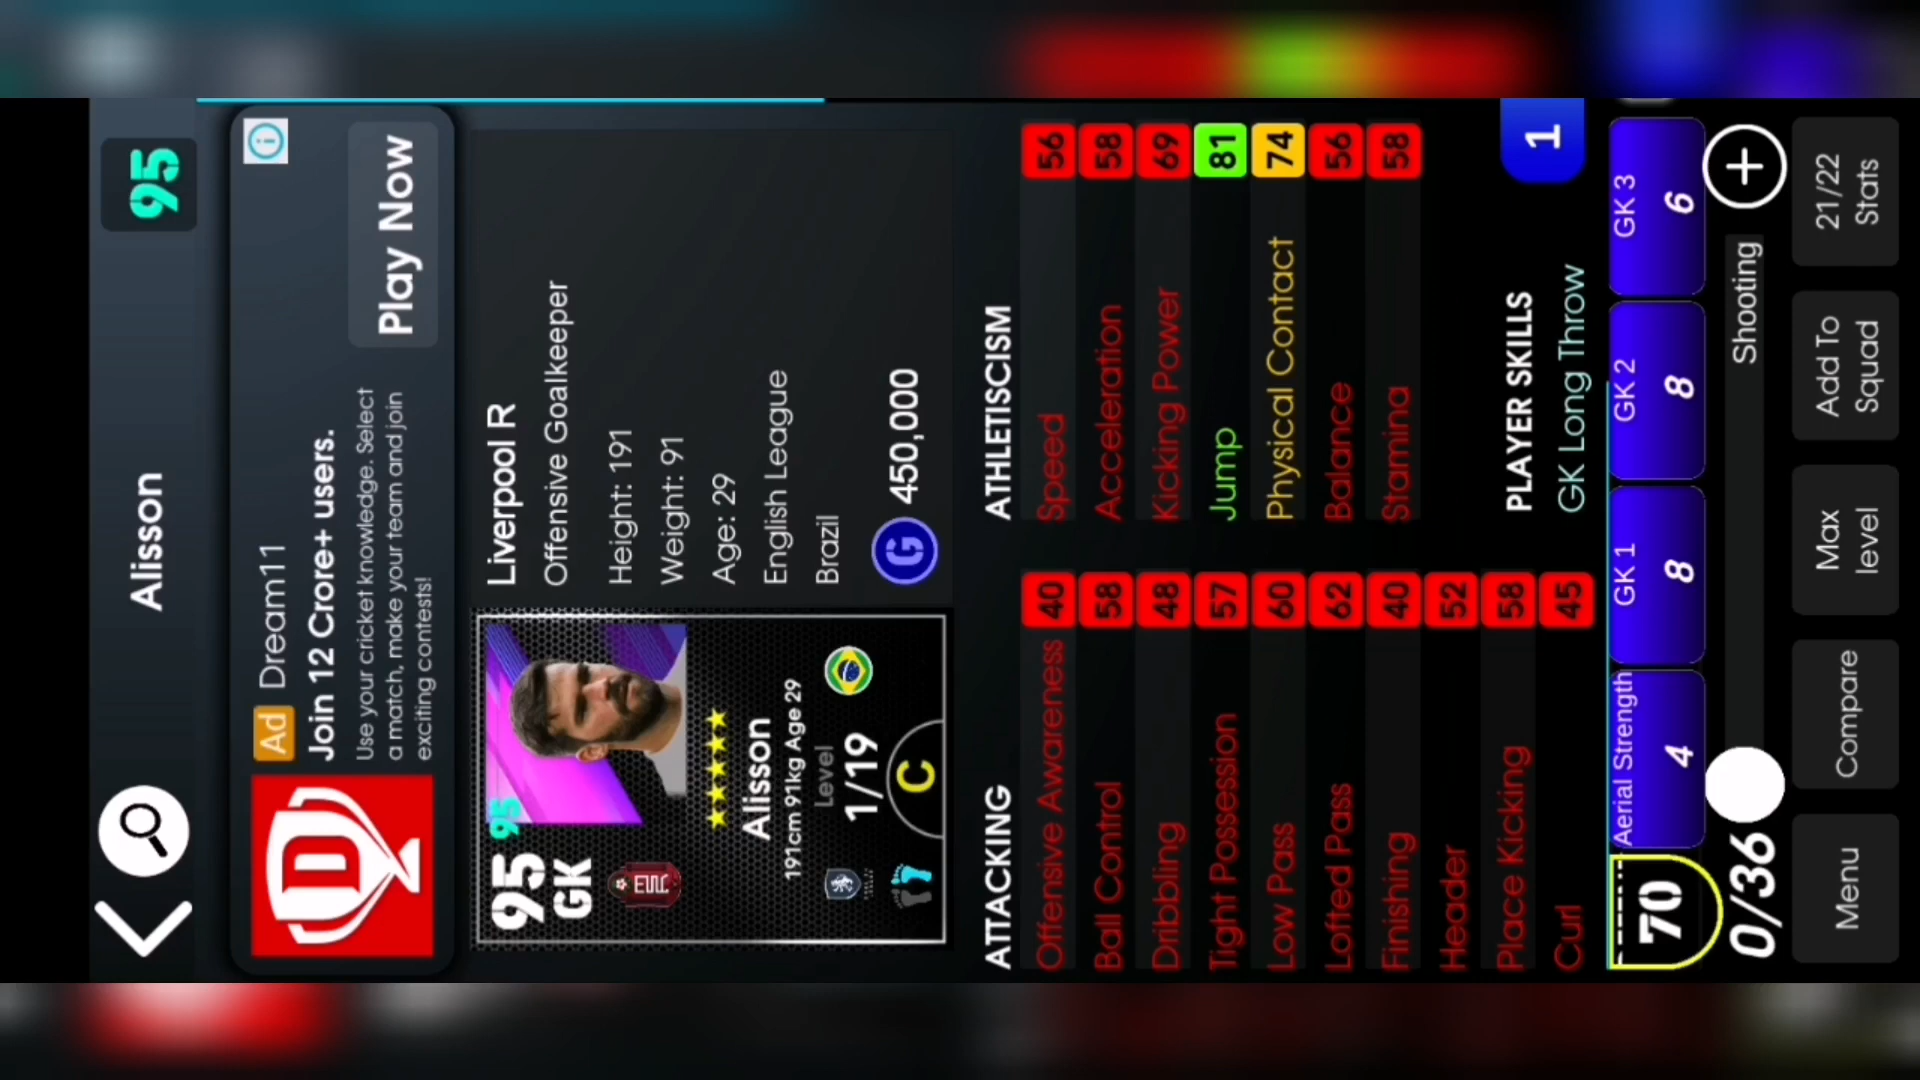 Alisson
95
Ad Dream11
Join 12 Crore+ users.
Use your cricket knowledge. Select
a match, make your team and join
exciting contests!
Play Now
D
95
GK
95
Alisson
191cm 91kg Age 29
Level
1/19
C
Liverpool R
Offensive Goalkeeper
Height: 191
Weight: 91
Age: 29
English League
Brazil
G 450,000
ATTACKING
Offensive Awareness 40
Ball Control 58
Dribbling 48
Tight Possession 57
Low Pass 60
Lofted Pass 62
Finishing 40
Header 52
Place Kicking 58
Curl 45
ATHLETISCISM
Speed 56
Acceleration 58
Kicking Power 69
Jump 81
Physical Contact 74
Balance 56
Stamina 58
PLAYER SKILLS
GK Long Throw
1
70
Aerial Strength
4
GK 1
8
GK 2
8
GK 3
6
0/36
Shooting
+
Menu
Compare
Max
level
Add To
Squad
21/22
Stats